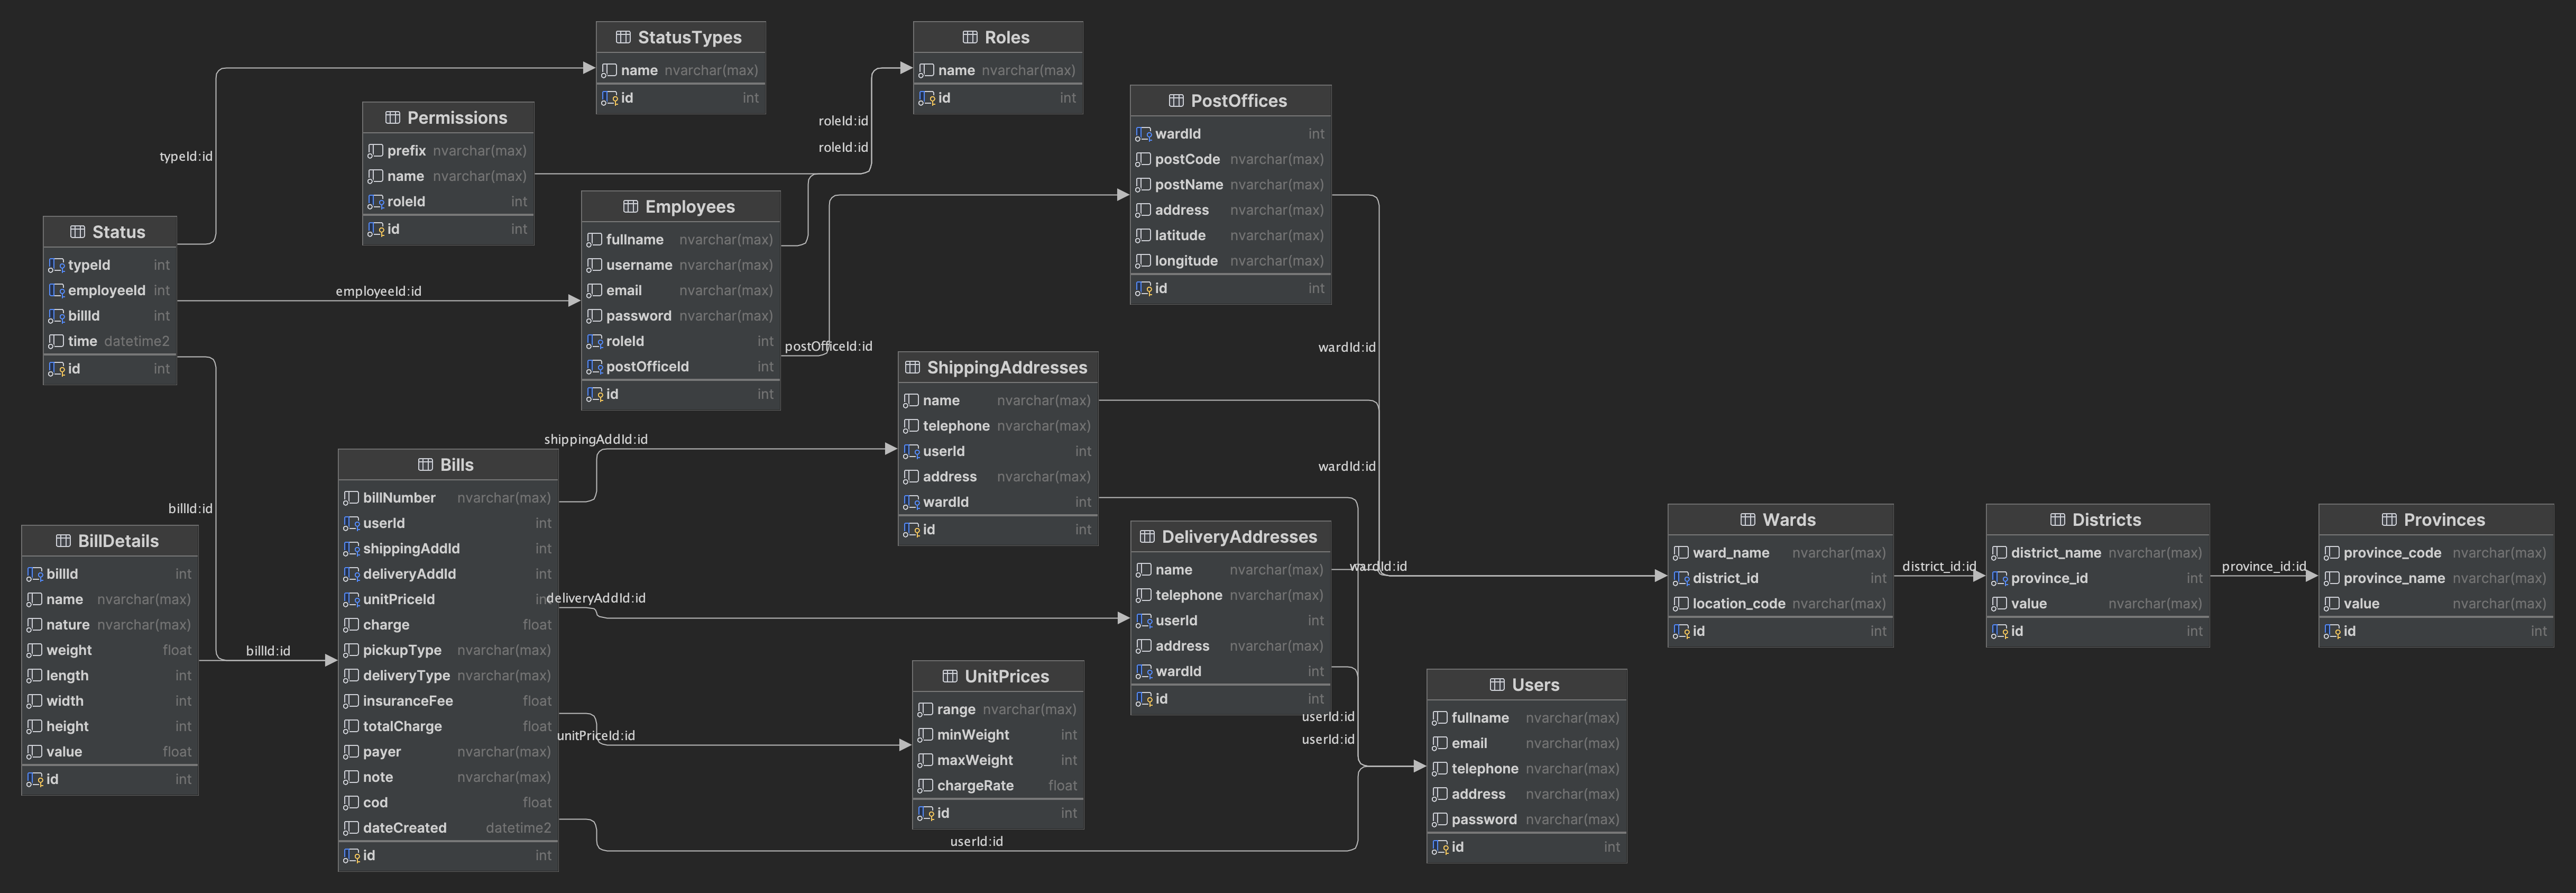 StatusTypes
name nvarchar(max)
id int
Roles
name nvarchar(max)
id int
Permissions
prefix nvarchar(max)
name nvarchar(max)
roleId int
id int
PostOffices
wardId int
postCode nvarchar(max)
postName nvarchar(max)
address nvarchar(max)
latitude nvarchar(max)
longitude nvarchar(max)
id int
roleId:id
roleId:id
typeId:id
Employees
fullname nvarchar(max)
username nvarchar(max)
email nvarchar(max)
password nvarchar(max)
roleId int
postOfficeId int
id int
Status
typeId int
employeeId int
billId int
time datetime2
id int
employeeId:id
postOfficeId:id
wardId:id
ShippingAddresses
name nvarchar(max)
telephone nvarchar(max)
userId int
address nvarchar(max)
wardId int
id int
shippingAddId:id
wardId:id
Bills
billNumber nvarchar(max)
userId int
shippingAddId int
deliveryAddId int
unitPriceId int
charge float
pickupType nvarchar(max)
deliveryType nvarchar(max)
insuranceFee float
totalCharge float
payer nvarchar(max)
note nvarchar(max)
cod float
dateCreated datetime2
id int
billId:id
BillDetails
billId int
name nvarchar(max)
nature nvarchar(max)
weight float
length int
width int
height int
value float
id int
billId:id
deliveryAddId:id
DeliveryAddresses
name nvarchar(max)
telephone nvarchar(max)
userId int
address nvarchar(max)
wardId int
id int
wardId:id
Wards
ward_name nvarchar(max)
district_id int
location_code nvarchar(max)
id int
district_id:id
Districts
district_name nvarchar(max)
province_id int
value nvarchar(max)
id int
province_id:id
Provinces
province_code nvarchar(max)
province_name nvarchar(max)
value nvarchar(max)
id int
UnitPrices
range nvarchar(max)
minWeight int
maxWeight int
chargeRate float
id int
unitPriceId:id
userId:id
userId:id
userId:id
Users
fullname nvarchar(max)
email nvarchar(max)
telephone nvarchar(max)
address nvarchar(max)
password nvarchar(max)
id int